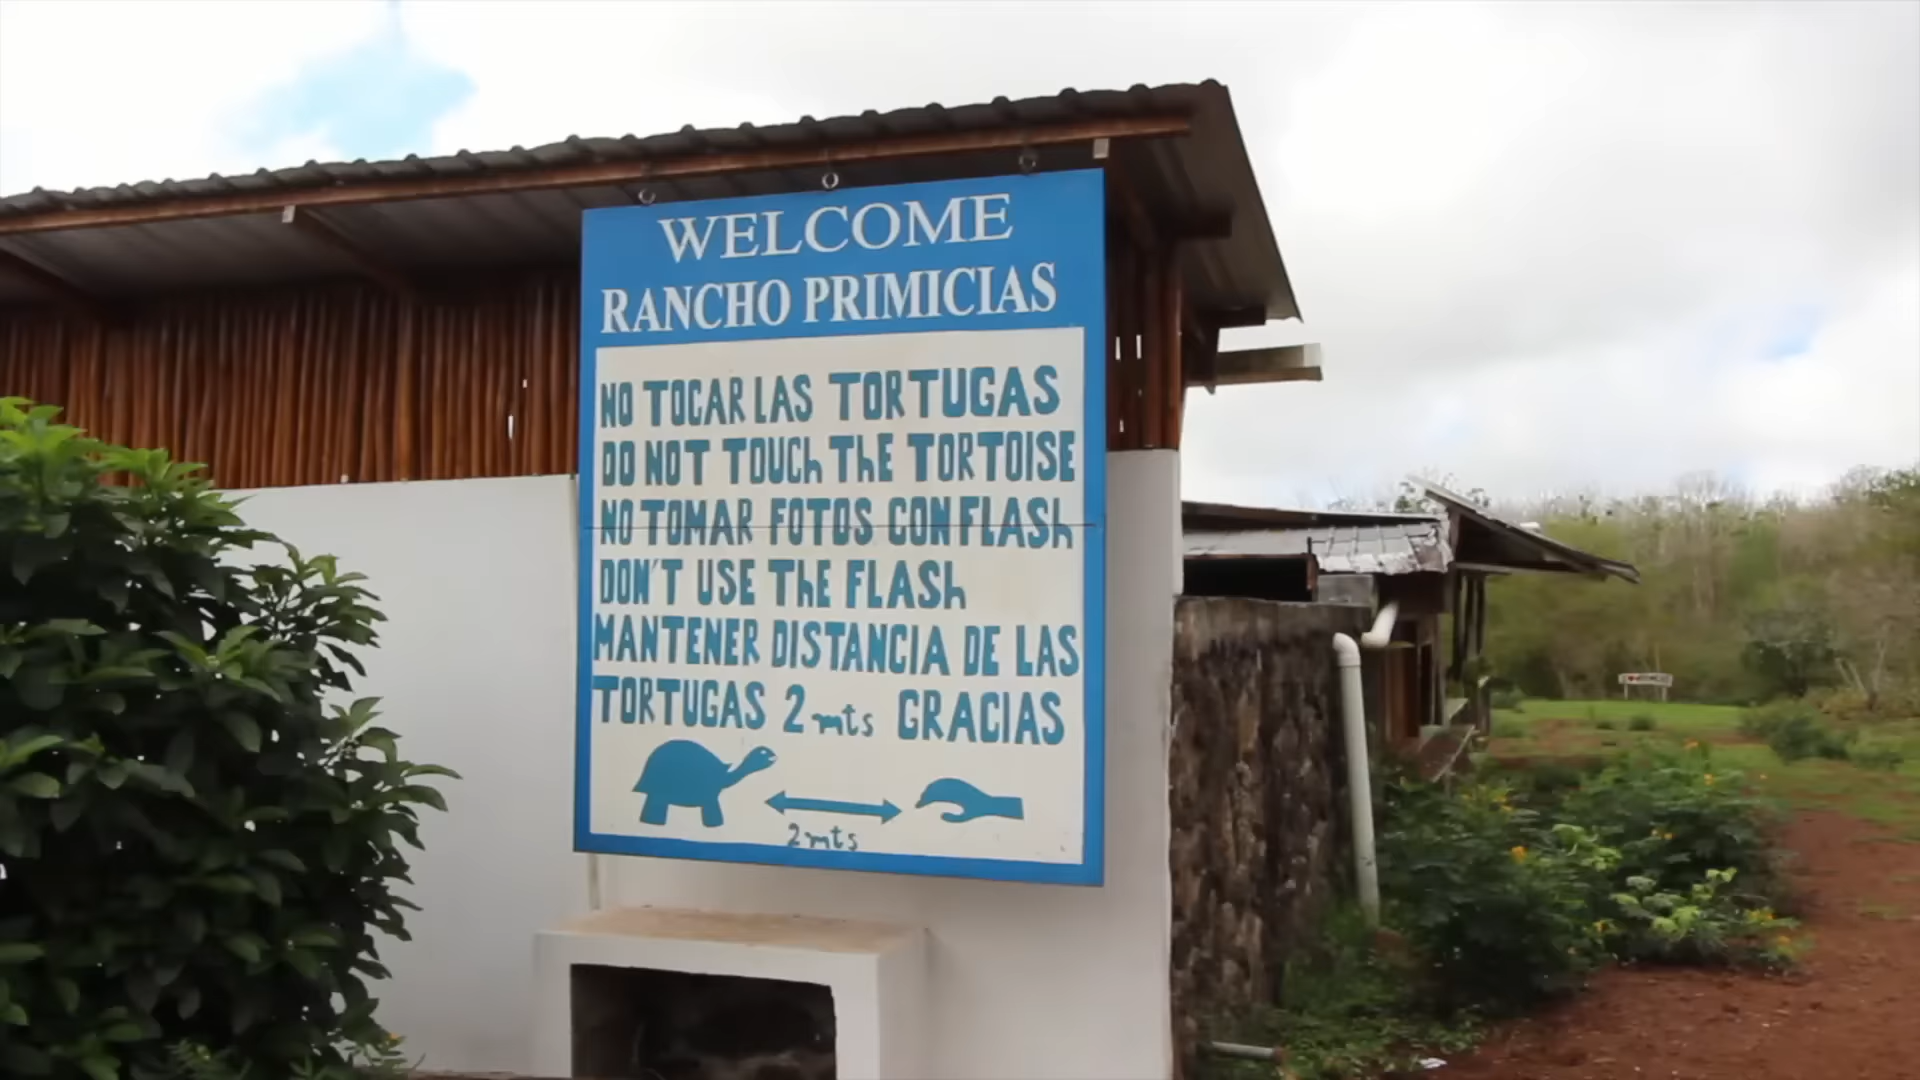 WELCOME
RANCHO PRIMICIAS
NO TOCAR LAS TORTUGAS
DO NOT TOUCh ThE TORTOISE
NO TOMAR FOTOS CON FLASh
DON'T USE ThE FLASh
MANTENER DISTANCIA DE LAS
TORTUGAS 2 mts GRACIAS
2 mts